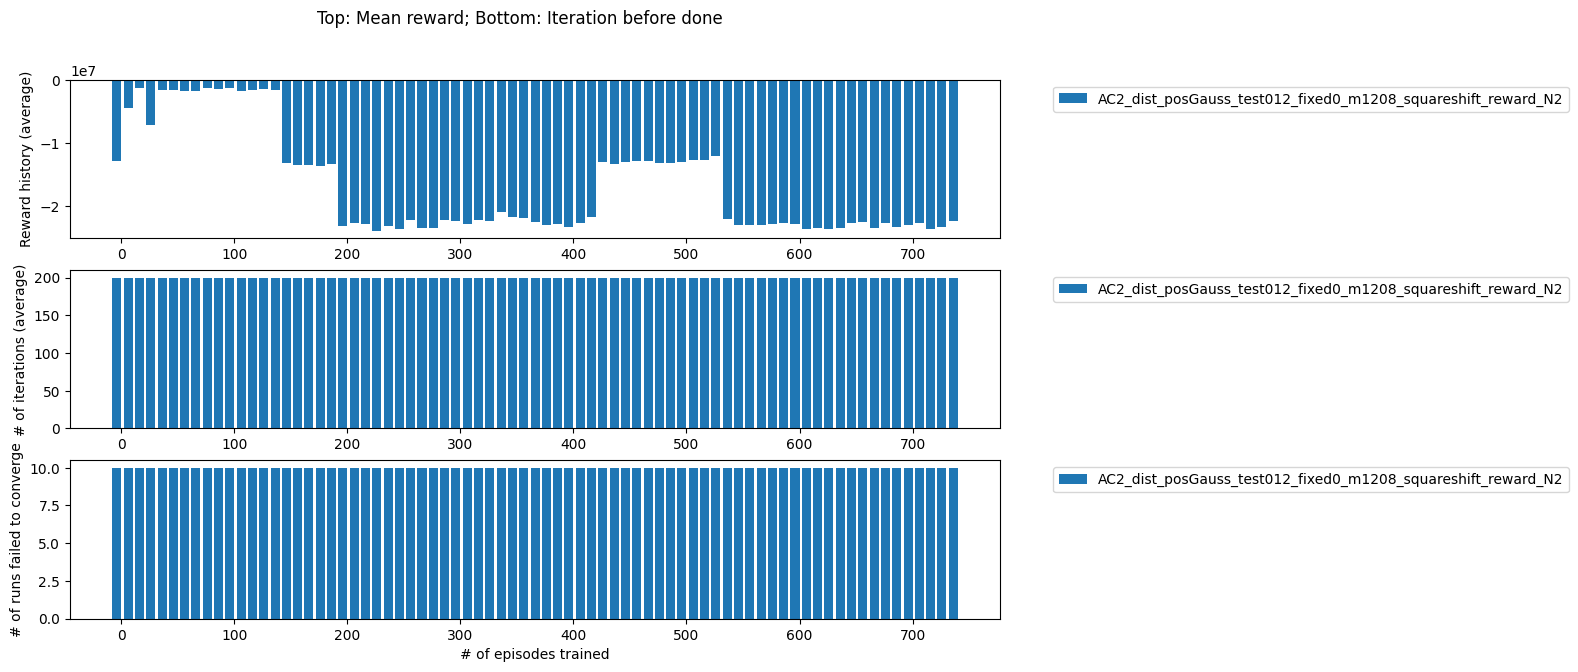 Top: Mean reward; Bottom: Iteration before done
1e7
Reward history (average)
0
−1
−2
0 100 200 300 400 500 600 700
AC2_dist_posGauss_test012_fixed0_m1208_squareshift_reward_N2
# of iterations (average)
200
150
100
50
0
0 100 200 300 400 500 600 700
AC2_dist_posGauss_test012_fixed0_m1208_squareshift_reward_N2
# of runs failed to converge
10.0
7.5
5.0
2.5
0.0
0 100 200 300 400 500 600 700
# of episodes trained
AC2_dist_posGauss_test012_fixed0_m1208_squareshift_reward_N2